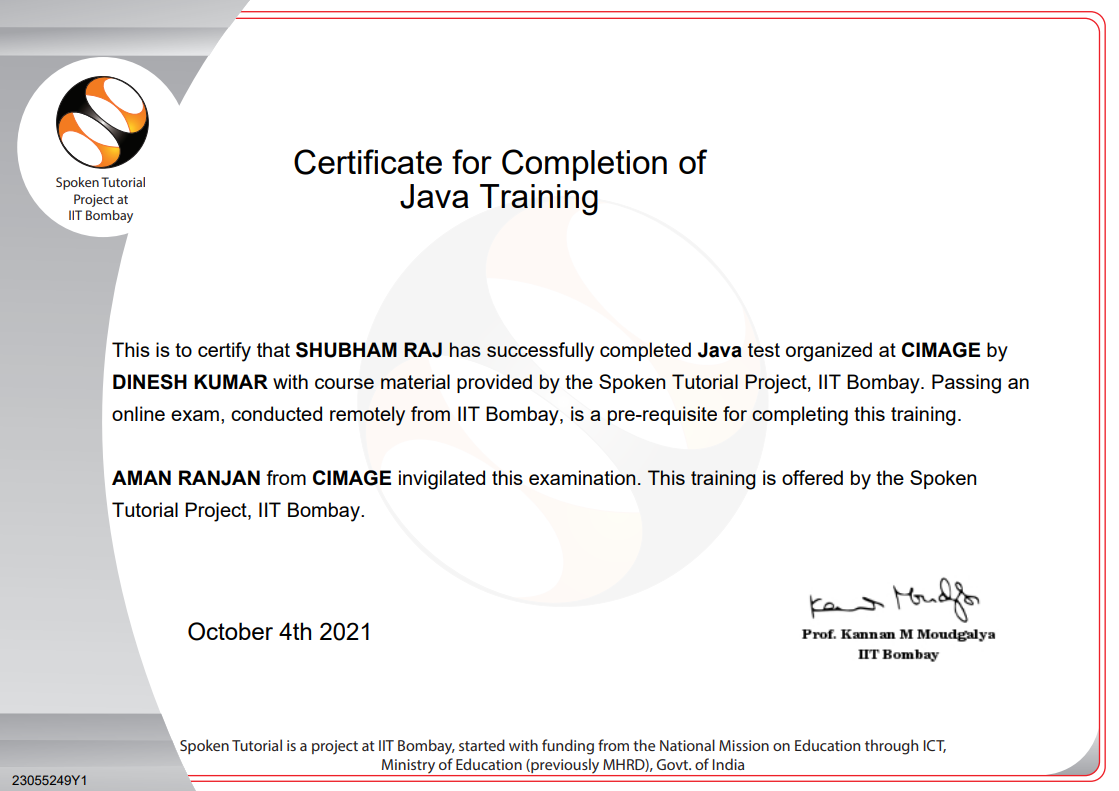 Spoken Tutorial
Project at
IIT Bombay
Certificate for Completion of
Java Training
This is to certify that SHUBHAM RAJ has successfully completed Java test organized at CIMAGE by
DINESH KUMAR with course material provided by the Spoken Tutorial Project, IIT Bombay. Passing an
online exam, conducted remotely from IIT Bombay, is a pre-requisite for completing this training.
AMAN RANJAN from CIMAGE invigilated this examination. This training is offered by the Spoken
Tutorial Project, IIT Bombay.
October 4th 2021
Prof. Kannan M Moudgalya
IIT Bombay
Spoken Tutorial is a project at IIT Bombay, started with funding from the National Mission on Education through ICT,
Ministry of Education (previously MHRD), Govt. of India
23055249Y1